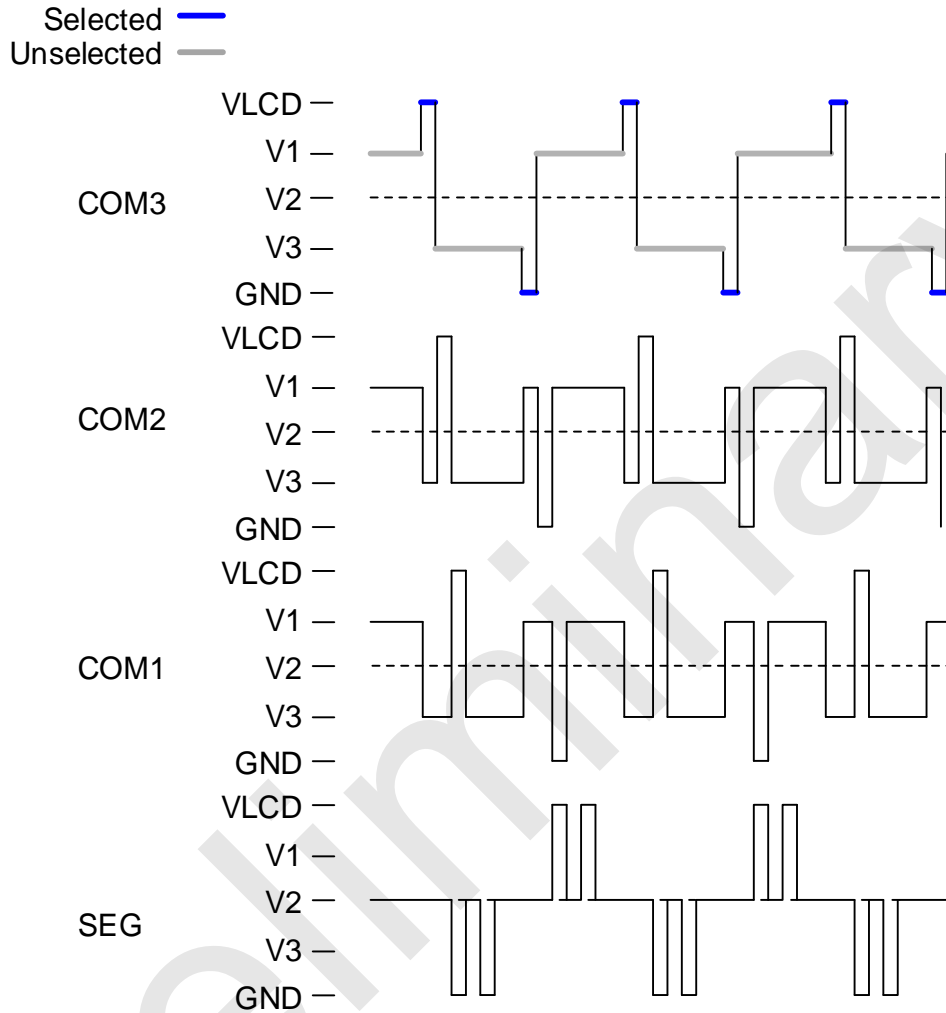 Selected
Unselected
VLCD
V1
COM3
V2
V3
GND
VLCD
V1
COM2
V2
V3
GND
VLCD
V1
COM1
V2
V3
GND
VLCD
V1
V2
SEG
V3
GND